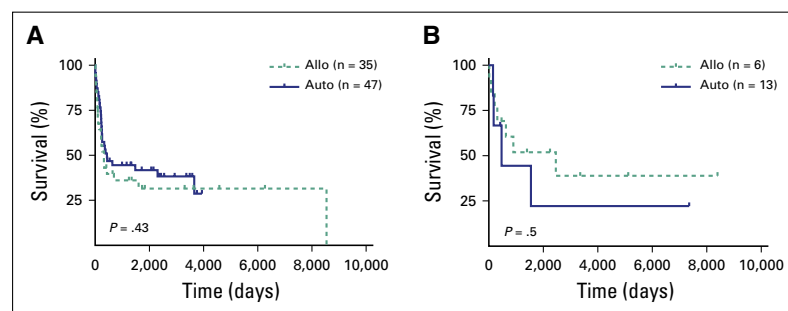 A
Allo (n = 35)
Auto (n = 47)
Survival (%)
100
75
50
25
P = .43
0
2,000
4,000
6,000
8,000
10,000
Time (days)
B
Allo (n = 6)
Auto (n = 13)
Survival (%)
100
75
50
25
P = .5
0
2,000
4,000
6,000
8,000
10,000
Time (days)